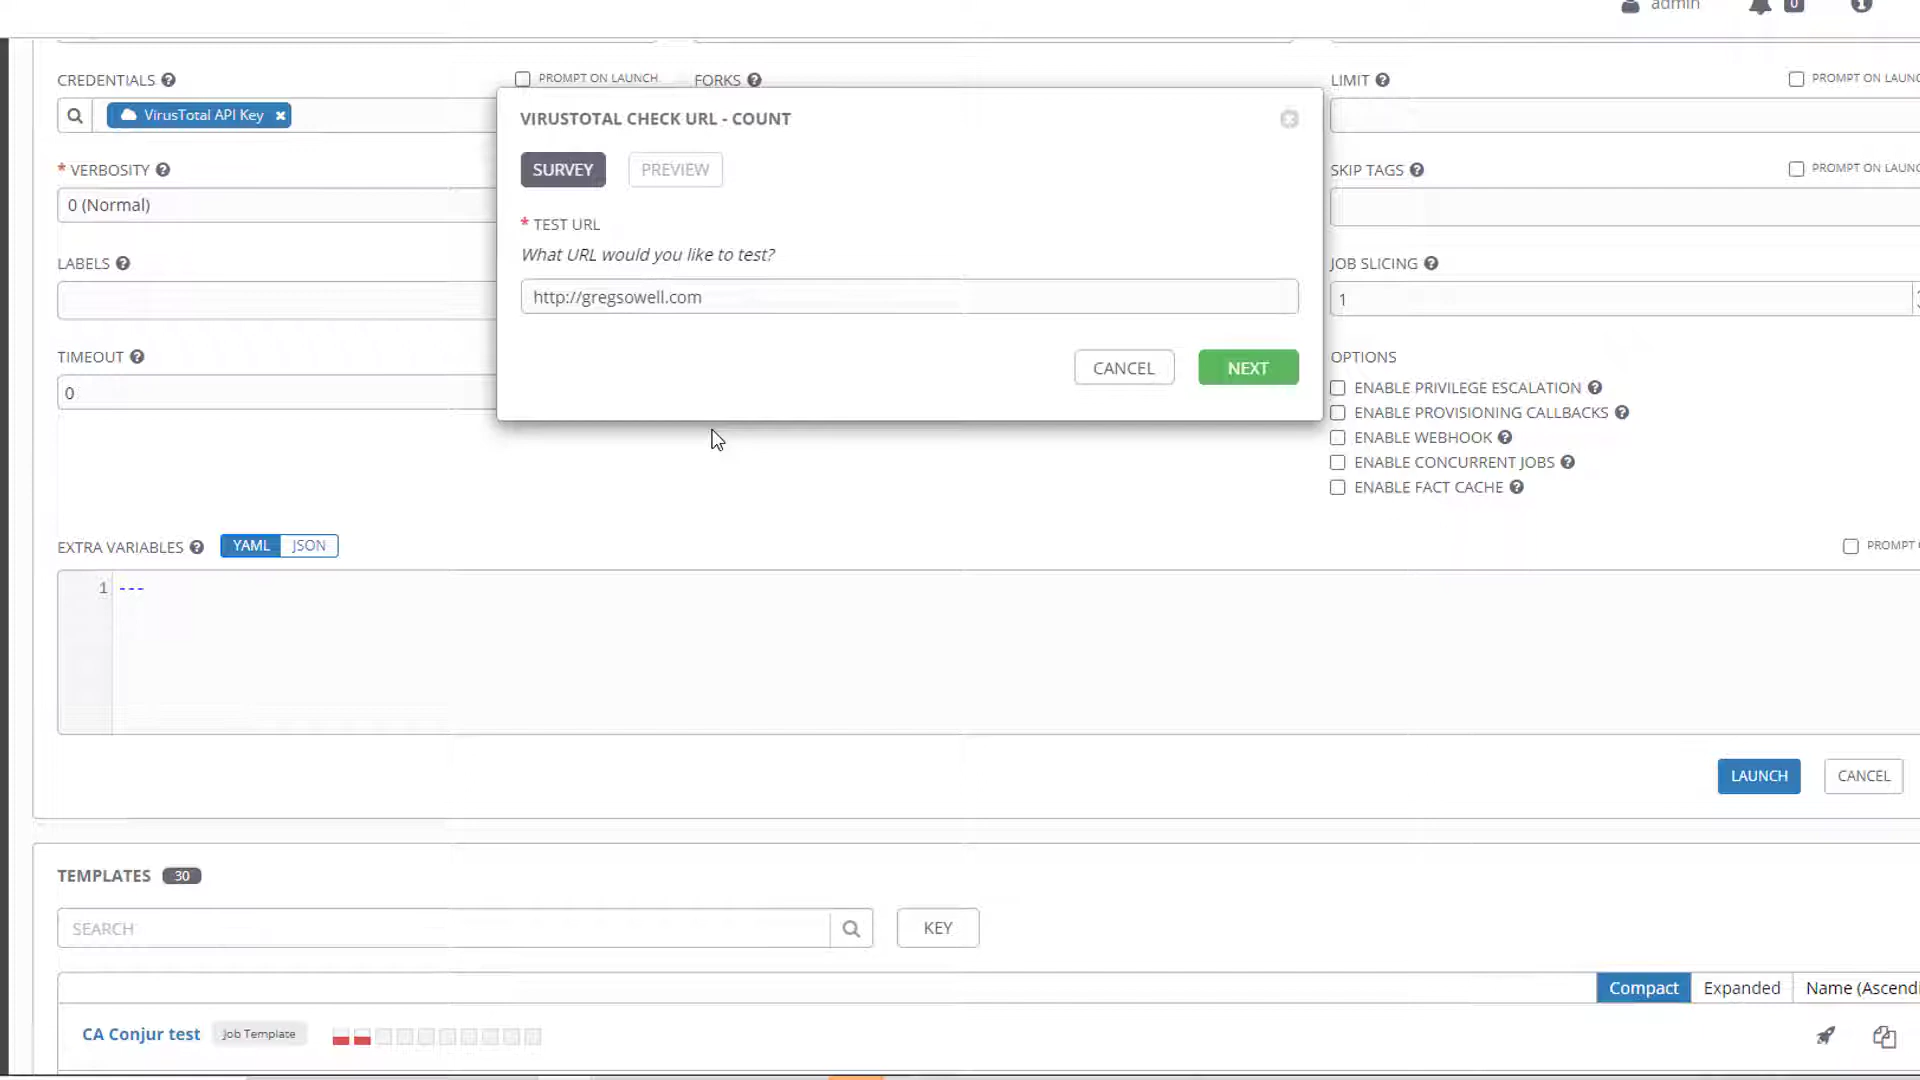 admin
0
CREDENTIALS
PROMPT ON LAUNCH
FORKS
LIMIT
PROMPT ON LAUNC
VirusTotal API Key
VIRUSTOTAL CHECK URL - COUNT
SURVEY
PREVIEW
* VERBOSITY
SKIP TAGS
PROMPT ON LAUNC
0 (Normal)
* TEST URL
What URL would you like to test?
LABELS
JOB SLICING
http://gregsowell.com
1
TIMEOUT
OPTIONS
CANCEL
NEXT
0
ENABLE PRIVILEGE ESCALATION
ENABLE PROVISIONING CALLBACKS
ENABLE WEBHOOK
ENABLE CONCURRENT JOBS
ENABLE FACT CACHE
EXTRA VARIABLES
YAML
JSON
PROMPT
1 ---
LAUNCH
CANCEL
TEMPLATES 30
SEARCH
KEY
Compact
Expanded
Name (Ascendi
CA Conjur test
Job Template